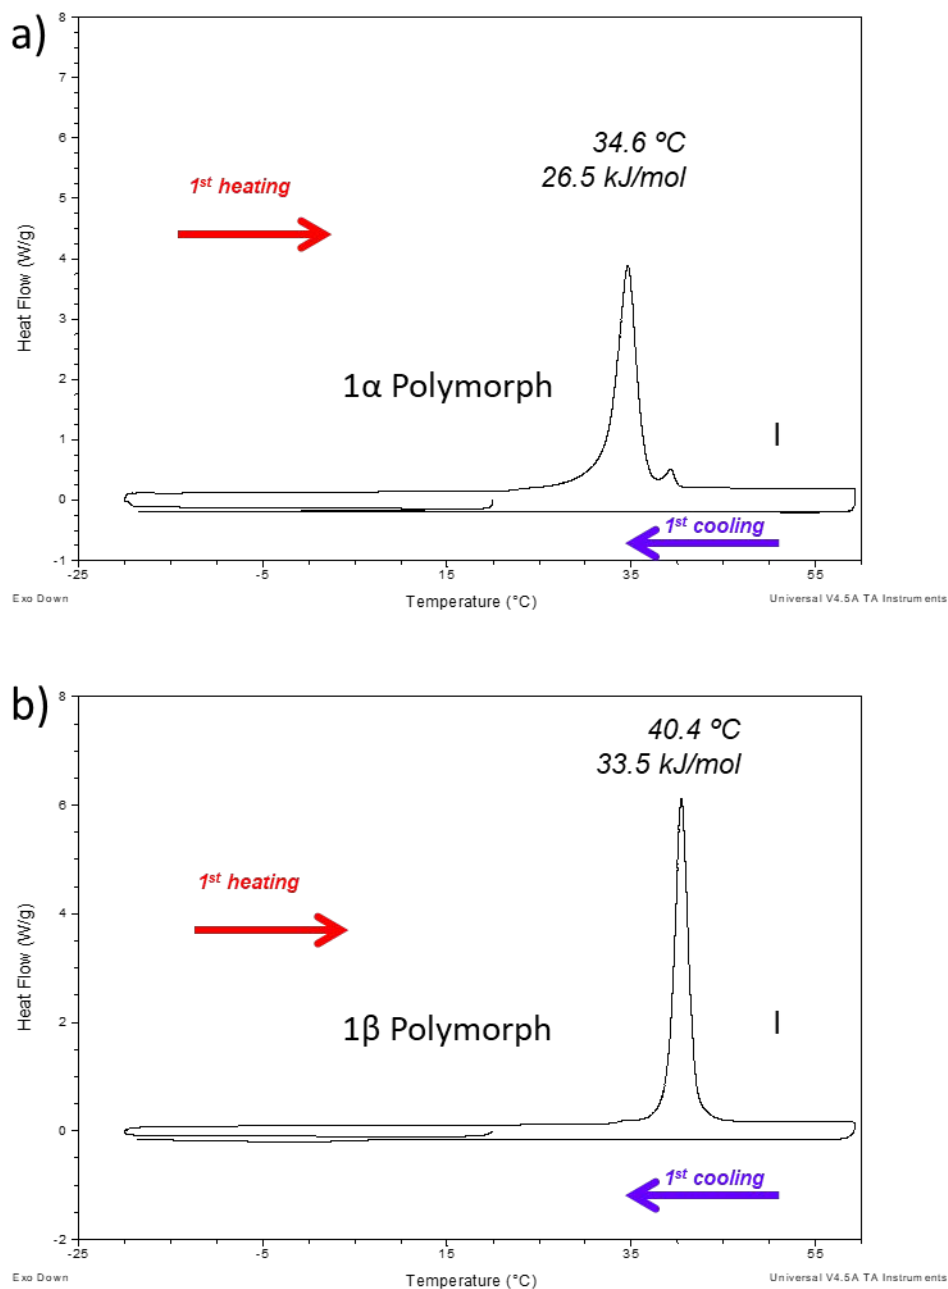 a)
8
7
6
5
4
3
2
1
0
-1
Heat Flow (W/g)
34.6 ºC
26.5 kJ/mol
1st heating
1α Polymorph
I
1st cooling
-25 -5 15 35 55
Exo Down Temperature (°C) Universal V4.5A TA Instruments
b)
8
6
4
2
0
-2
Heat Flow (W/g)
40.4 ºC
33.5 kJ/mol
1st heating
1β Polymorph
I
1st cooling
-25 -5 15 35 55
Exo Down Temperature (°C) Universal V4.5A TA Instruments